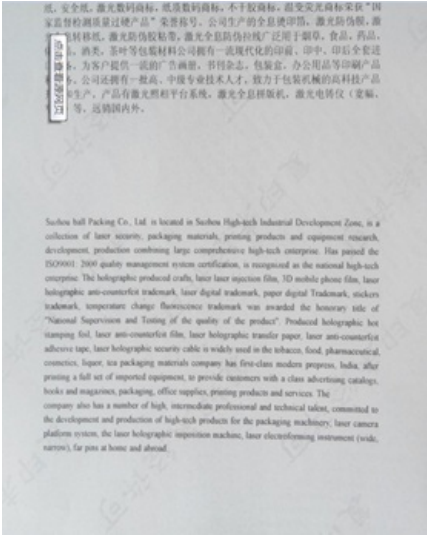 纸、安全纸、激光数码商标、纸质数码商标、不干胶商标、温变荧光商标荣获“国
家监督检测质量过硬产品”荣誉称号。公司生产的全息烫印箔、激光防伪膜、激
电转移纸、激光防伪胶粘带、激光全息防伪拉线广泛用于烟草、食品、药品、
品、酒类、茶叶等包装材料公司拥有一流现代化的印前、印中、印后全套进
备，为客户提供一流的广告画册、书刊杂志、包装盒、办公用品等印刷产品
务。公司还拥有一批高、中级专业技术人才，致力于包装机械的高科技产品
和生产，产品有激光照相平台系统、激光全息拼版机、激光电铸仪（宽幅、
等，远销国内外。
点击查看源网页
Suzhou ball Packing Co., Ltd. is located in Suzhou High-tech Industrial Development Zone, is a
collection of laser security, packaging materials, printing products and equipment research,
development, production combining large comprehensive high-tech enterprise. Has passed the
ISO9001: 2000 quality management system certification, is recognized as the national high-tech
enterprise. The holographic produced crafts, laser laser injection film, 3D mobile phone film, laser
holographic anti-counterfeit trademark, laser digital trademark, paper digital Trademark, stickers
trademark, temperature change fluorescence trademark was awarded the honorary title of
"National Supervision and Testing of the quality of the product". Produced holographic hot
stamping foil, laser anti-counterfeit film, laser holographic transfer paper, laser anti-counterfeit
adhesive tape, laser holographic security cable is widely used in the tobacco, food, pharmaceutical,
cosmetics, liquor, tea packaging materials company has first-class modern prepress, India, after
printing a full set of imported equipment, to provide customers with a class advertising catalogs,
books and magazines, packaging, office supplies, printing products and services. The
company also has a number of high, intermediate professional and technical talent, committed to
the development and production of high-tech products for the packaging machinery, laser camera
platform system, the laser holographic imposition machine, laser electroforming instrument (wide,
narrow), far pins at home and abroad.